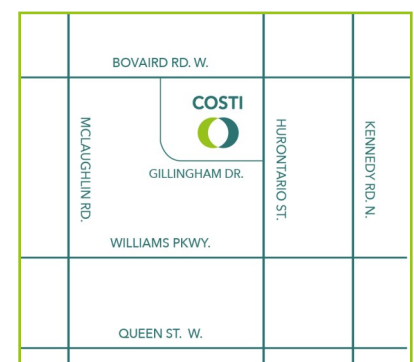 BOVAIRD RD. W.
COSTI
MCLAUGHLIN RD.
HURONTARIO ST.
KENNEDY RD. N.
GILLINGHAM DR.
WILLIAMS PKWY.
QUEEN ST. W.